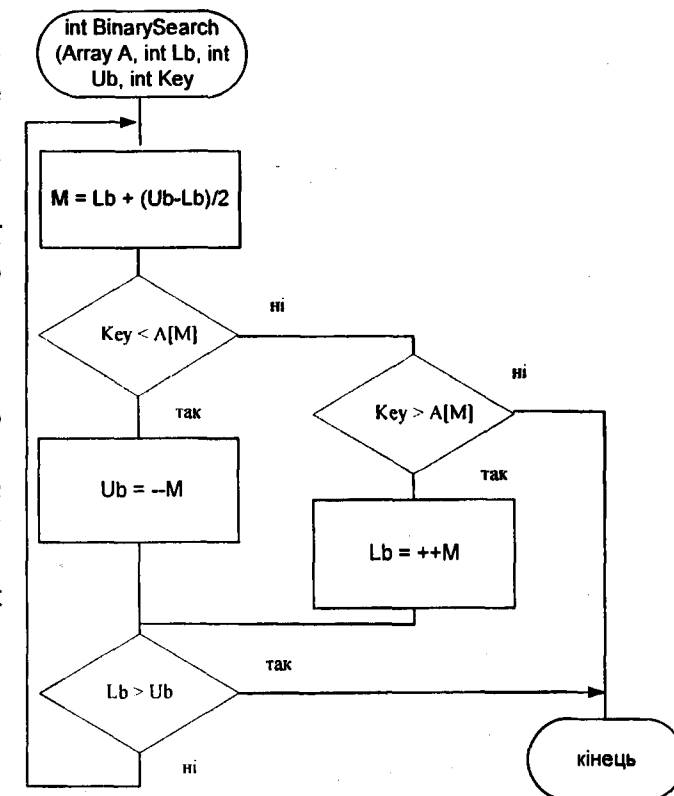 int BinarySearch
(Array A, int Lb, int
Ub, int Key
M = Lb + (Ub-Lb)/2
Key < A[M]
ні
так
Key > A[M]
ні
так
Ub = --M
Lb = ++M
Lb > Ub
так
ні
кінець